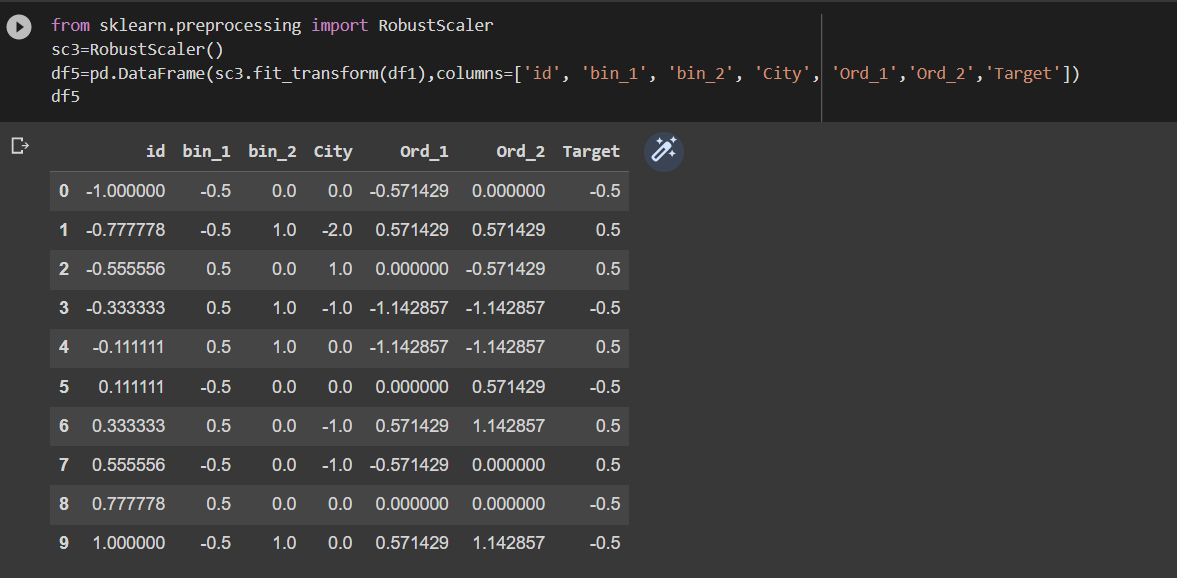 from sklearn.preprocessing import RobustScaler
sc3=RobustScaler()
df5=pd.DataFrame(sc3.fit_transform(df1),columns=['id', 'bin_1', 'bin_2', 'City', 'Ord_1','Ord_2','Target'])
df5
id bin_1 bin_2 City Ord_1 Ord_2 Target
0 -1.000000 -0.5 0.0 0.0 -0.571429 0.000000 -0.5
1 -0.777778 -0.5 1.0 -2.0 0.571429 0.571429 0.5
2 -0.555556 0.5 0.0 1.0 0.000000 -0.571429 0.5
3 -0.333333 0.5 1.0 -1.0 -1.142857 -1.142857 -0.5
4 -0.111111 0.5 1.0 0.0 -1.142857 -1.142857 0.5
5 0.111111 -0.5 0.0 0.0 0.000000 0.571429 -0.5
6 0.333333 0.5 0.0 -1.0 0.571429 1.142857 0.5
7 0.555556 -0.5 0.0 -1.0 -0.571429 0.000000 0.5
8 0.777778 0.5 0.0 0.0 0.000000 0.000000 -0.5
9 1.000000 -0.5 1.0 0.0 0.571429 1.142857 -0.5